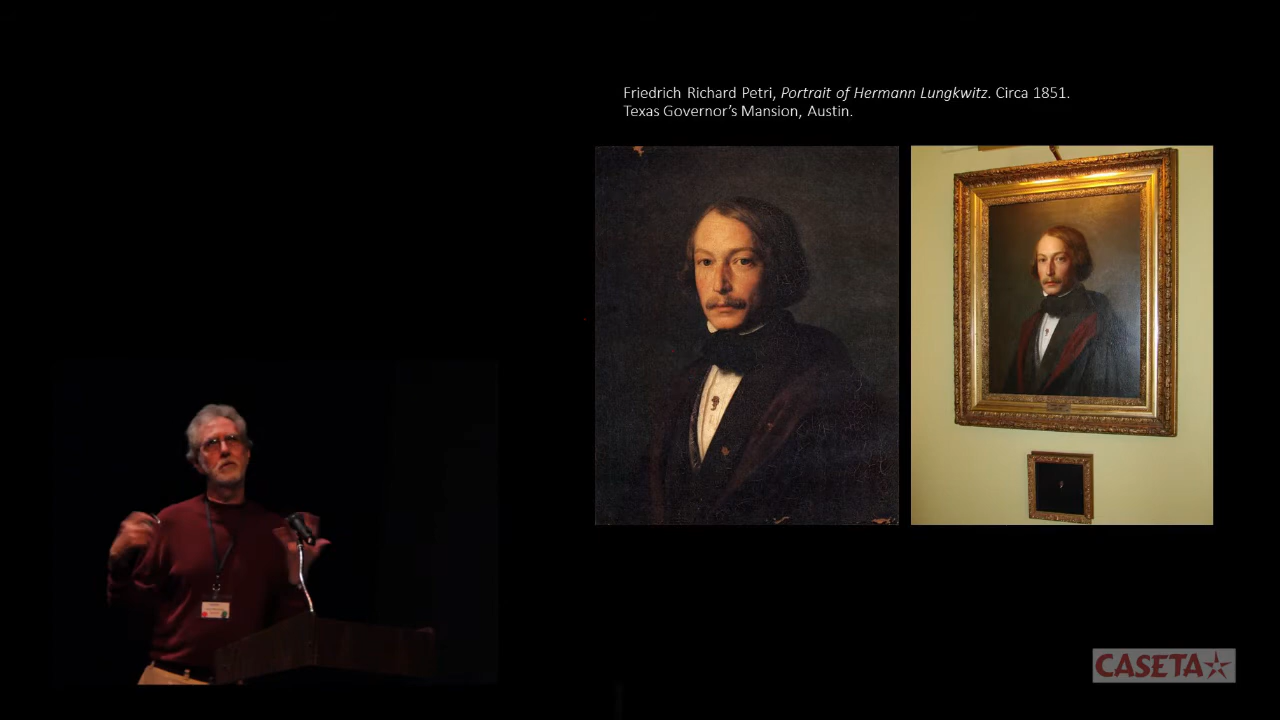 Friedrich Richard Petri, Portrait of Hermann Lungkwitz. Circa 1851.
Texas Governor's Mansion, Austin.
CASETA